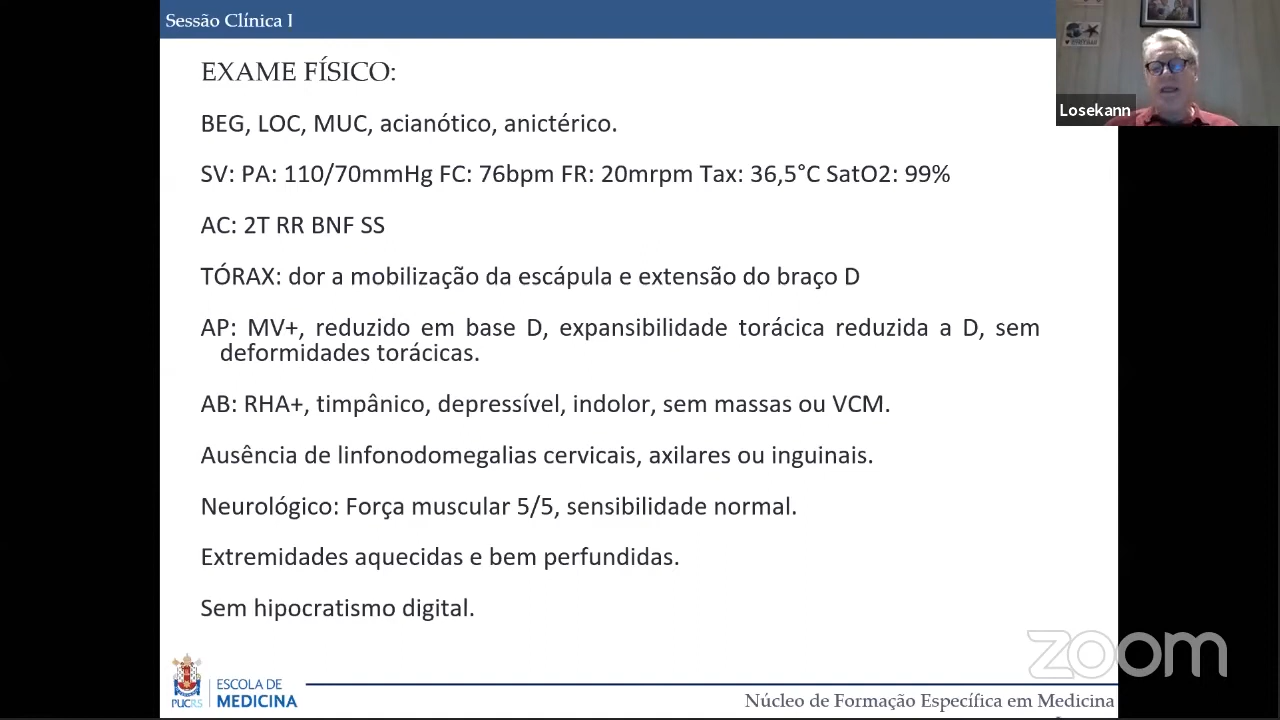 Sessão Clínica I
Losekann
EXAME FÍSICO:
BEG, LOC, MUC, acianótico, anictérico.
SV: PA: 110/70mmHg FC: 76bpm FR: 20mrpm Tax: 36,5°C SatO2: 99%
AC: 2T RR BNF SS
TÓRAX: dor a mobilização da escápula e extensão do braço D
AP: MV+, reduzido em base D, expansibilidade torácica reduzida a D, sem
deformidades torácicas.
AB: RHA+, timpânico, depressível, indolor, sem massas ou VCM.
Ausência de linfonodomegalias cervicais, axilares ou inguinais.
Neurológico: Força muscular 5/5, sensibilidade normal.
Extremidades aquecidas e bem perfundidas.
Sem hipocratismo digital.
zoom
PUCRS
ESCOLA DE
MEDICINA
Núcleo de Formação Específica em Medicina